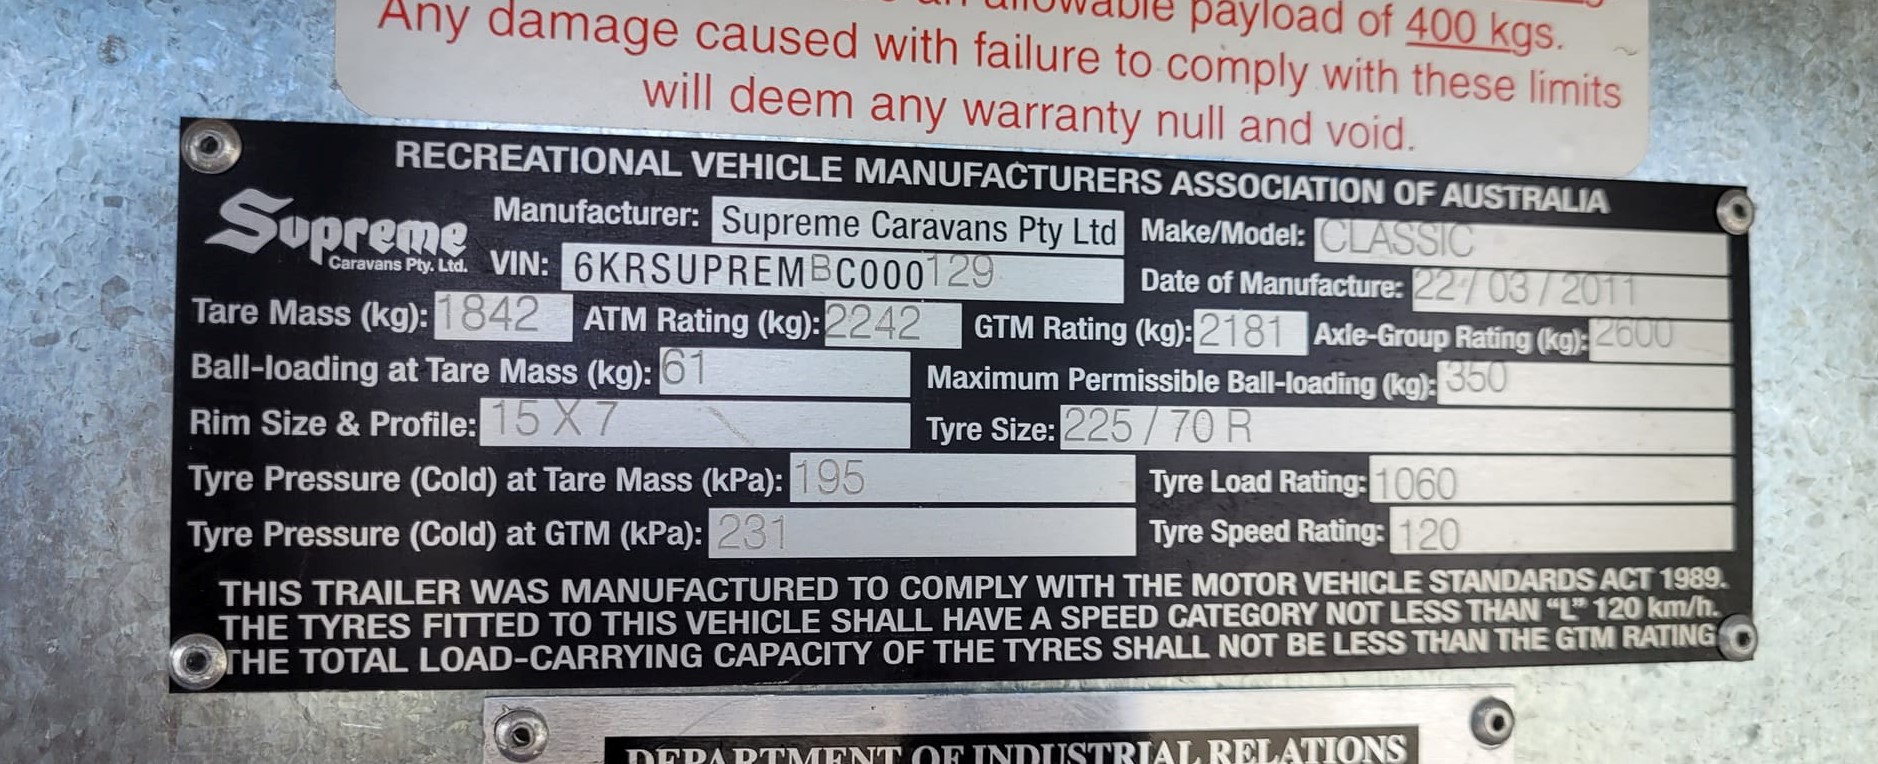 allowable payload of 400 kgs.
Any damage caused with failure to comply with these limits
will deem any warranty null and void.
RECREATIONAL VEHICLE MANUFACTURERS ASSOCIATION OF AUSTRALIA
Supreme
Caravans Pty. Ltd.
Manufacturer: Supreme Caravans Pty Ltd Make/Model: CLASSIC
VIN: 6KRSUPREMBC000129 Date of Manufacture: 22 / 03 / 2011
Tare Mass (kg): 1842 ATM Rating (kg): 2242 GTM Rating (kg): 2181 Axle-Group Rating (kg): 2600
Ball-loading at Tare Mass (kg): 61 Maximum Permissible Ball-loading (kg): 350
Rim Size & Profile: 15 X 7 Tyre Size: 225 / 70 R
Tyre Pressure (Cold) at Tare Mass (kPa): 195 Tyre Load Rating: 1060
Tyre Pressure (Cold) at GTM (kPa): 231 Tyre Speed Rating: 120
THIS TRAILER WAS MANUFACTURED TO COMPLY WITH THE MOTOR VEHICLE STANDARDS ACT 1989.
THE TYRES FITTED TO THIS VEHICLE SHALL HAVE A SPEED CATEGORY NOT LESS THAN “L” 120 km/h.
THE TOTAL LOAD-CARRYING CAPACITY OF THE TYRES SHALL NOT BE LESS THAN THE GTM RATING
DEPARTMENT OF INDUSTRIAL RELATIONS